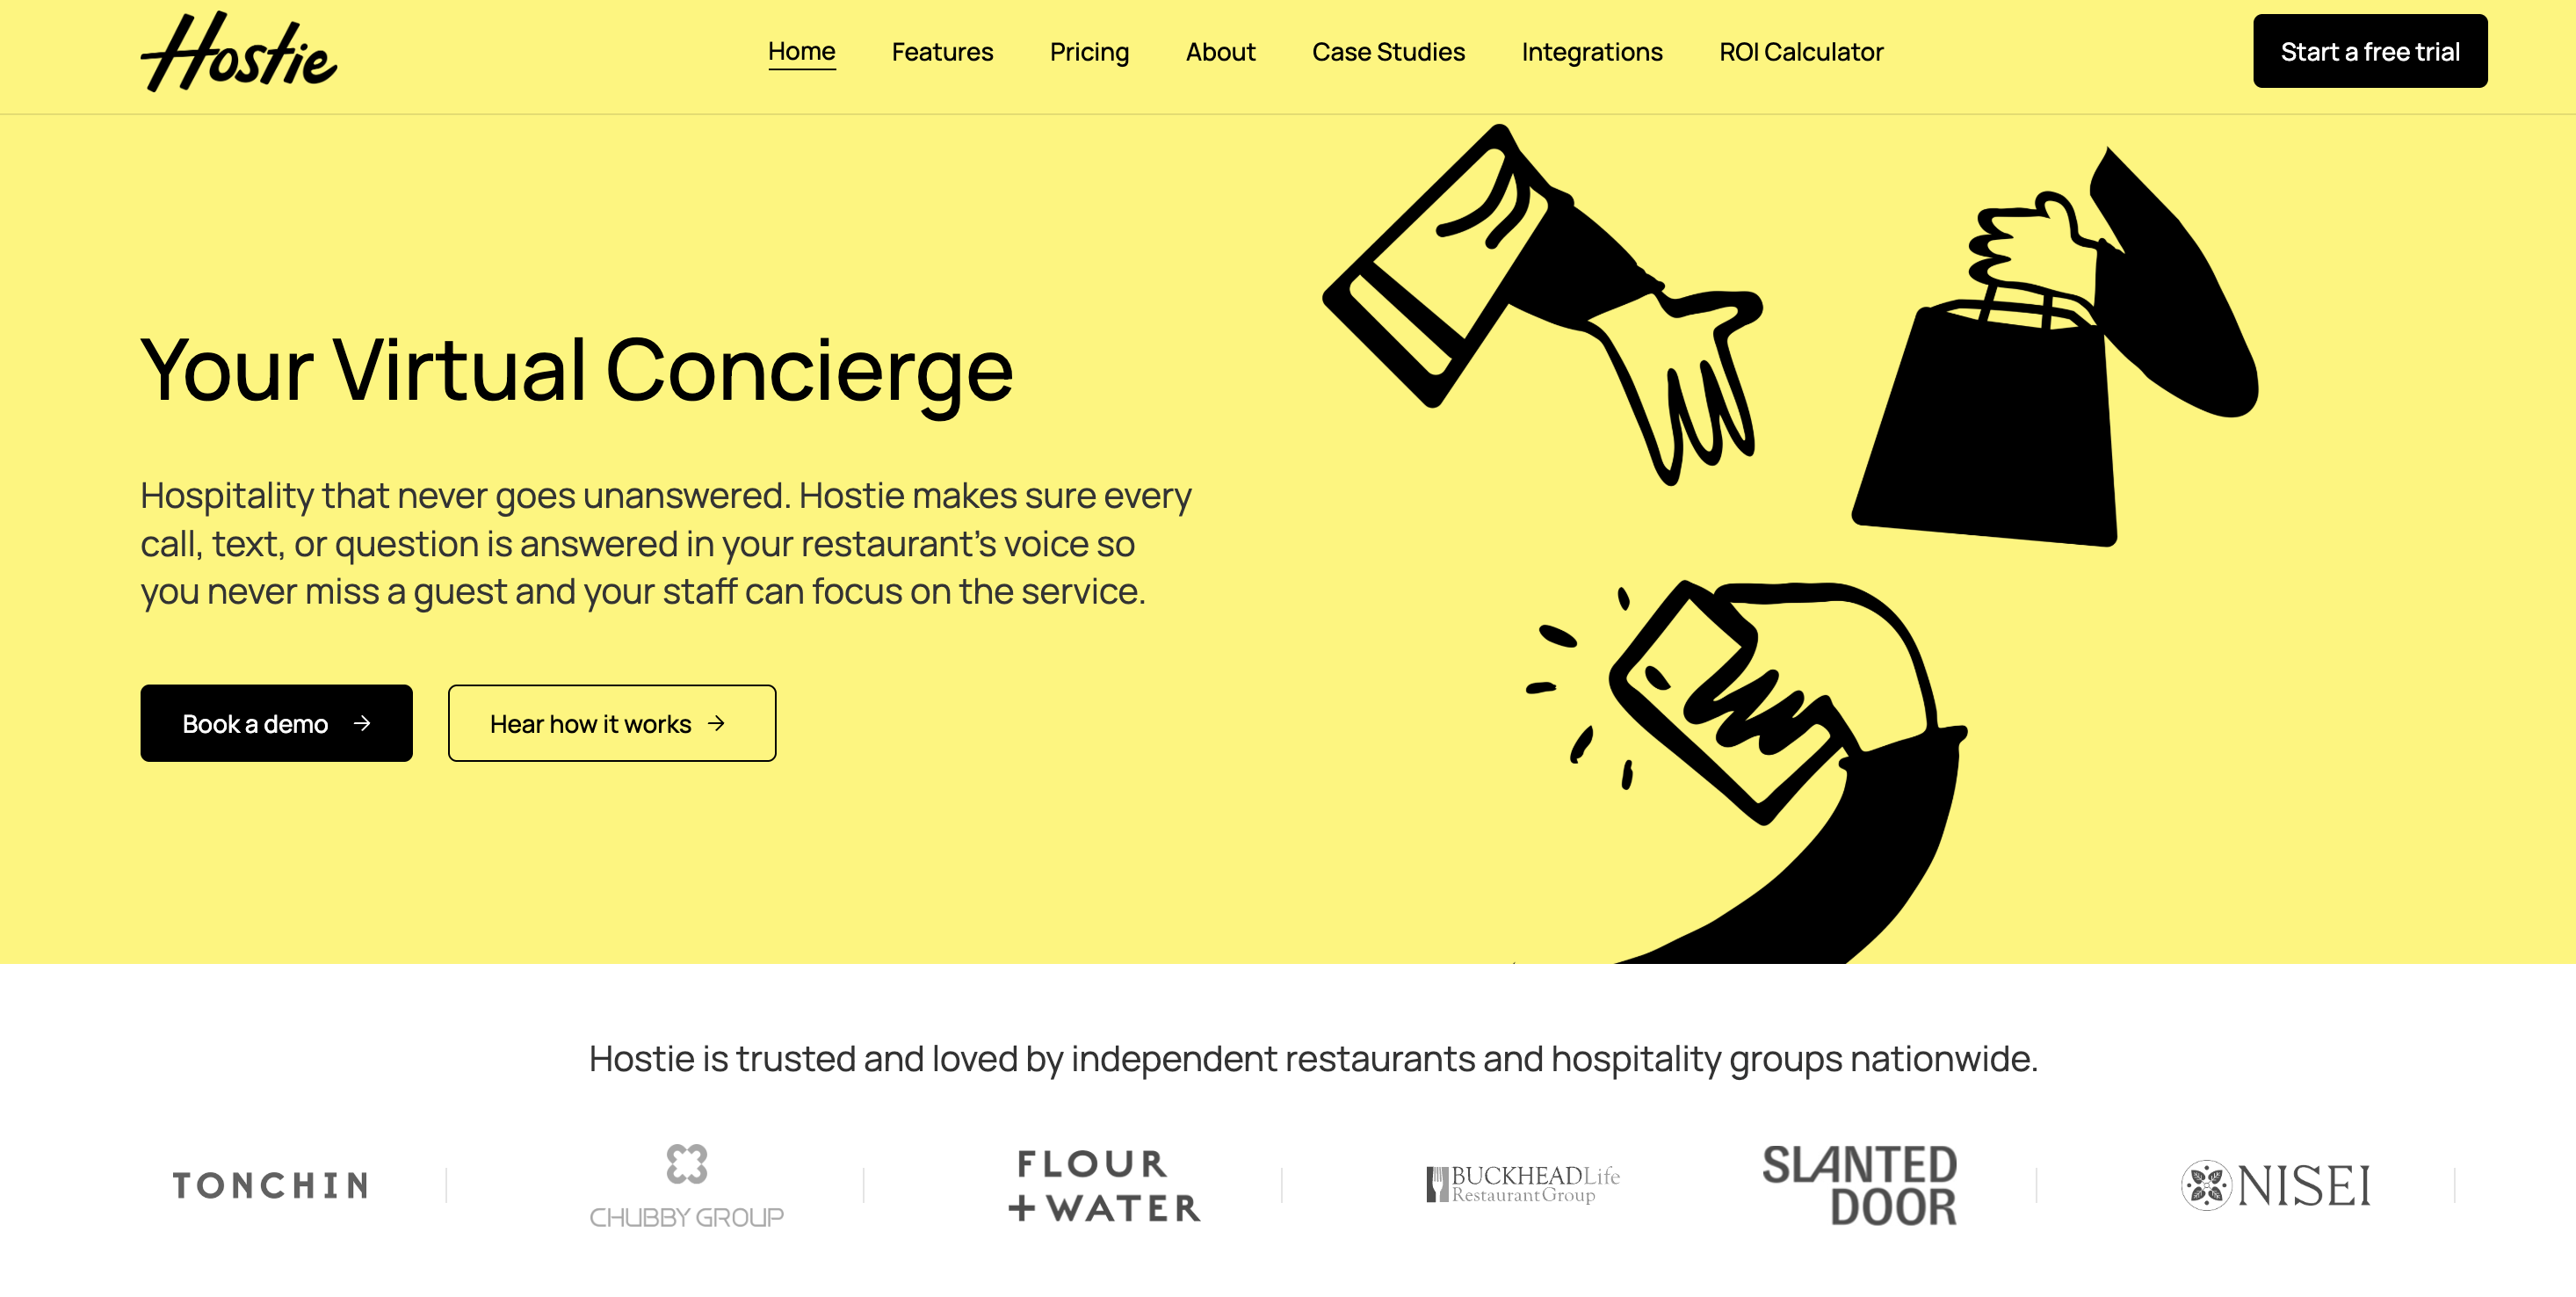 Hostie
Home Features Pricing About Case Studies Integrations ROI Calculator
Start a free trial
Your Virtual Concierge
Hospitality that never goes unanswered. Hostie makes sure every
call, text, or question is answered in your restaurant’s voice so
you never miss a guest and your staff can focus on the service.
Book a demo →
Hear how it works →
Hostie is trusted and loved by independent restaurants and hospitality groups nationwide.
TONCHIN
CHUBBY GROUP
FLOUR
+ WATER
BUCKHEADLife
RestaurantGroup
SLANTED
DOOR
NISEI